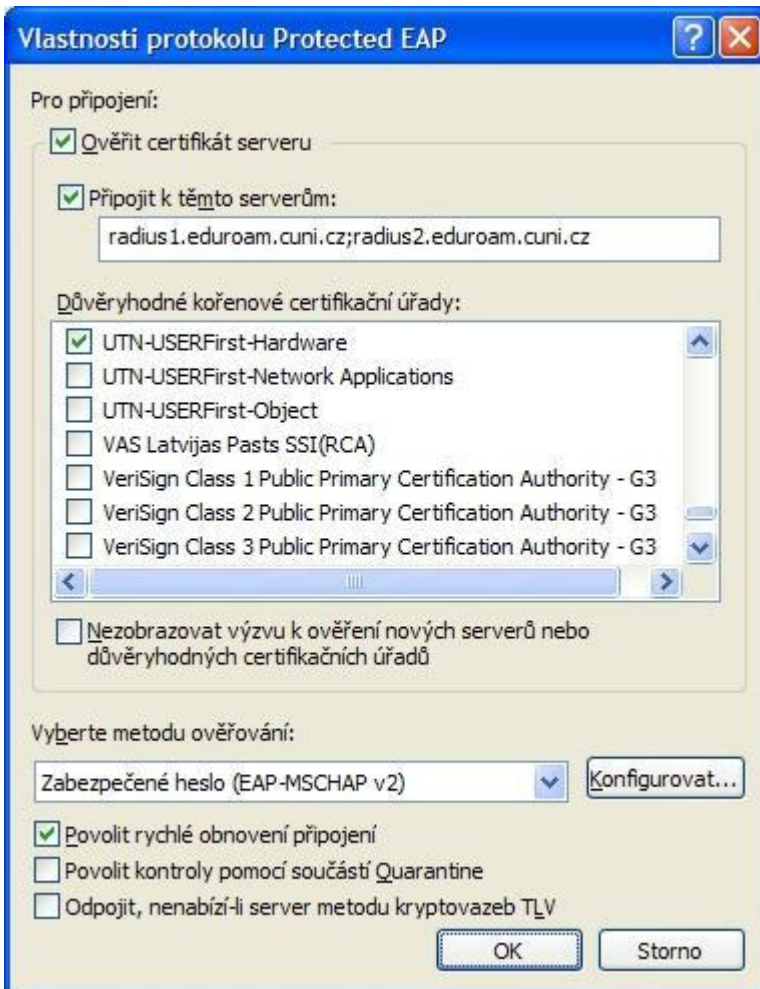 Vlastnosti protokolu Protected EAP
Pro připojení:
Ověřit certifikát serveru
Připojit k těmto serverům:
radius1.eduroam.cuni.cz;radius2.eduroam.cuni.cz
Důvěryhodné kořenové certifikační úřady:
UTN-USERFirst-Hardware
UTN-USERFirst-Network Applications
UTN-USERFirst-Object
VAS Latvijas Pasts SSI(RCA)
VeriSign Class 1 Public Primary Certification Authority - G3
VeriSign Class 2 Public Primary Certification Authority - G3
VeriSign Class 3 Public Primary Certification Authority - G3
Nezobrazovat výzvu k ověření nových serverů nebo
důvěryhodných certifikačních úřadů
Vyberte metodu ověřování:
Zabezpečené heslo (EAP-MSCHAP v2)
Konfigurovat...
Povolit rychlé obnovení připojení
Povolit kontroly pomocí součástí Quarantine
Odpojit, nenabízí-li server metodu kryptovazeb TLV
OK Storno